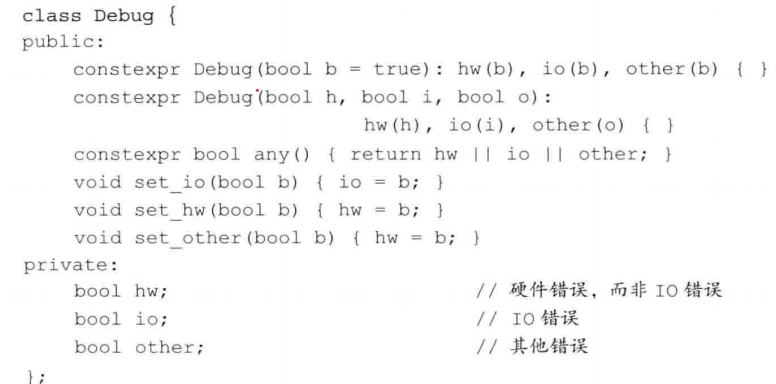 class Debug {
public:
    constexpr Debug(bool b = true): hw(b), io(b), other(b) { }
    constexpr Debug(bool h, bool i, bool o):
                            hw(h), io(i), other(o) { }
    constexpr bool any() { return hw || io || other; }
    void set_io(bool b) { io = b; }
    void set_hw(bool b) { hw = b; }
    void set_other(bool b) { hw = b; }
private:
    bool hw; // 硬件错误，而非 IO 错误
    bool io; // IO 错误
    bool other; // 其他错误
};